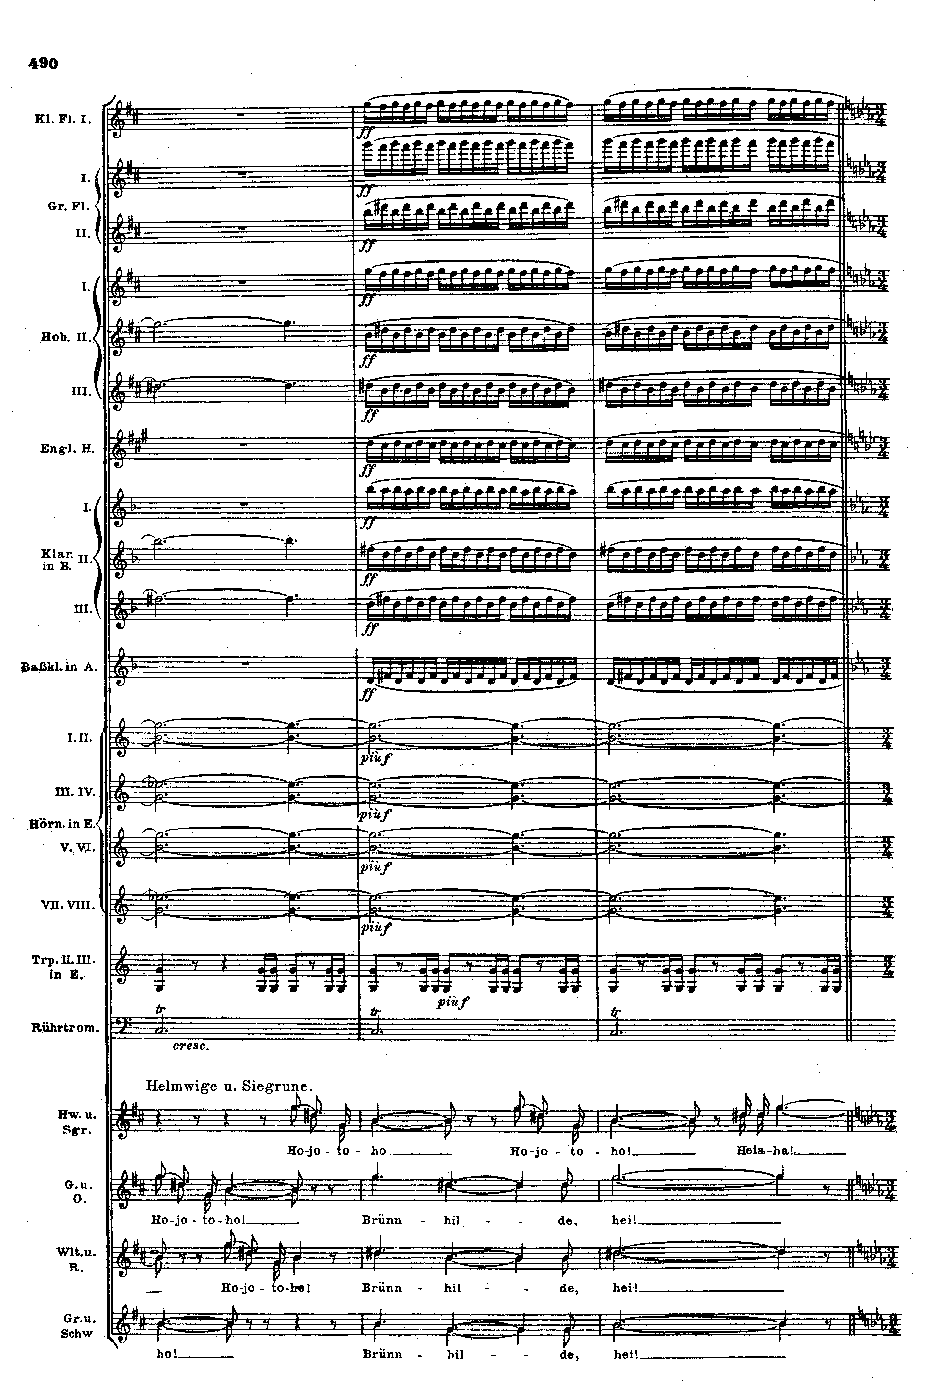 490
Kl. Fl. I.
ff
I.
Gr. Fl.
ff
II.
ff
I.
ff
Hob. II.
ff
III.
ff
Engl. H.
ff
I.
ff
Klar. II.
in B.
ff
III.
ff
Baßkl. in A.
ff
I.II.
più f
III. IV.
più f
Hörn. in E.
V. VI.
più f
VII. VIII.
più f
Trp. II. III.
in E.
più f
tr tr tr
Rührtrom.
cresc.
Helmwige u. Siegrune.
Hw. u.
Sgr.
Ho-jo - to - ho Ho-jo - to - ho! Heia-ha!
G. u.
O.
Ho-jo - to-ho! Brünn - hil - - de, hei!
Wlt. u.
R.
Ho-jo - to-ho! Brünn - hil - - de, hei!
Gr. u.
Schw
ho! Brünn - hil - - de, hei!